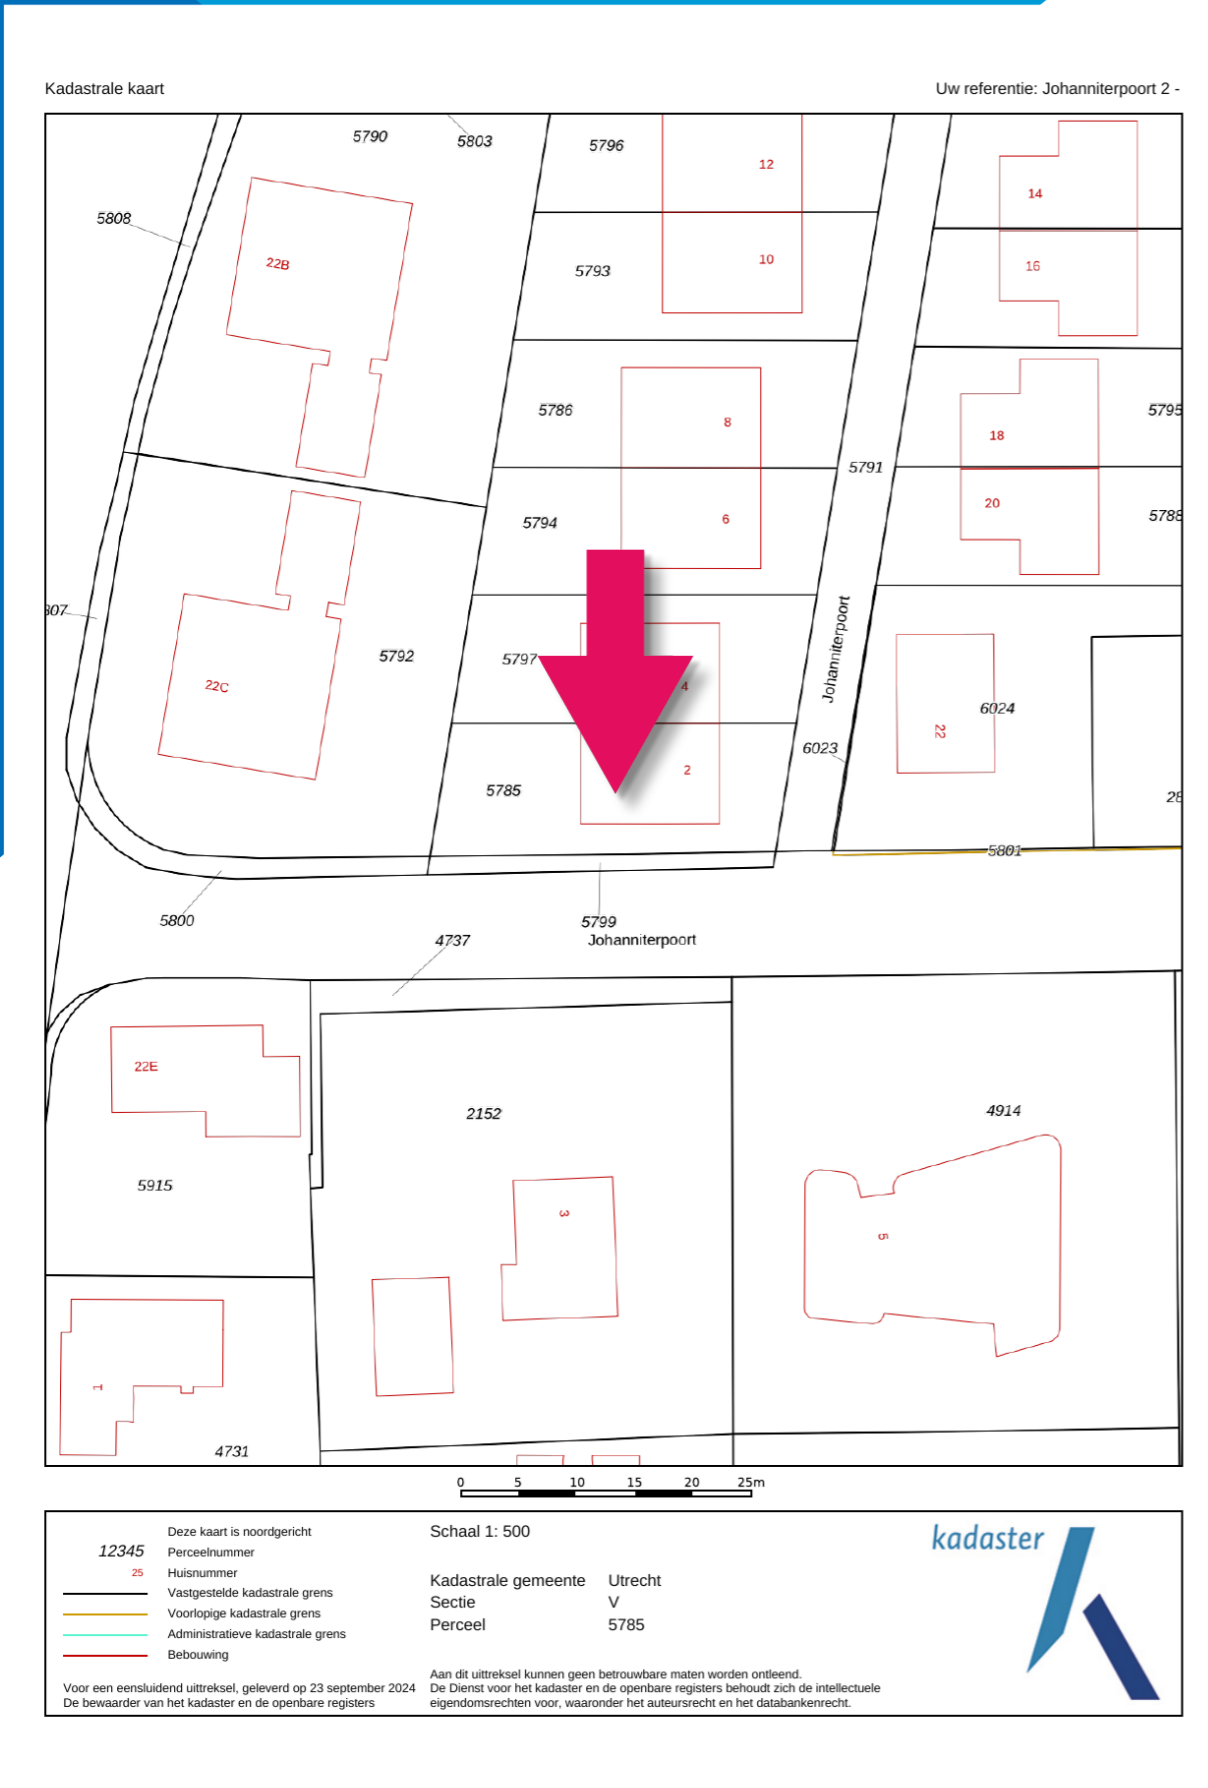 Kadastrale kaart
Uw referentie: Johanniterpoort 2 -
5790
5803
5796
12
14
5808
22B
5793
10
16
5786
8
5795
18
5791
5794
6
20
5788
307
5792
5797
4
22C
Johanniterpoort
6024
22
6023
5785
2
28
5801
5800
5799
4737
Johanniterpoort
22E
2152
4914
5915
3
5
1
4731
0 5 10 15 20 25m
Deze kaart is noordgericht
12345 Perceelnummer
25 Huisnummer
Vastgestelde kadastrale grens
Voorlopige kadastrale grens
Administratieve kadastrale grens
Bebouwing
Voor een eensluidend uittreksel, geleverd op 23 september 2024
De bewaarder van het kadaster en de openbare registers
Schaal 1: 500
Kadastrale gemeente Utrecht
Sectie V
Perceel 5785
Aan dit uittreksel kunnen geen betrouwbare maten worden ontleend.
De Dienst voor het kadaster en de openbare registers behoudt zich de intellectuele
eigendomsrechten voor, waaronder het auteursrecht en het databankenrecht.
kadaster